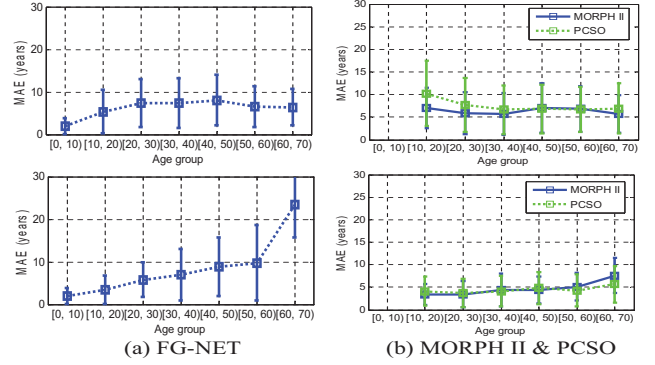 30
20
10
0
MAE (years)
[0, 10) [10, 20) [20, 30) [30, 40) [40, 50) [50, 60) [60, 70)
Age group
30
25
20
15
10
5
0
MAE (years)
MORPH II
PCSO
[0, 10) [10, 20) [20, 30) [30, 40) [40, 50) [50, 60) [60, 70)
Age group
30
20
10
0
MAE (years)
[0, 10) [10, 20) [20, 30) [30, 40) [40, 50) [50, 60) [60, 70)
Age group
30
25
20
15
10
5
0
MAE (years)
MORPH II
PCSO
[0, 10) [10, 20) [20, 30) [30, 40) [40, 50) [50, 60) [60, 70)
Age group
(a) FG-NET
(b) MORPH II & PCSO